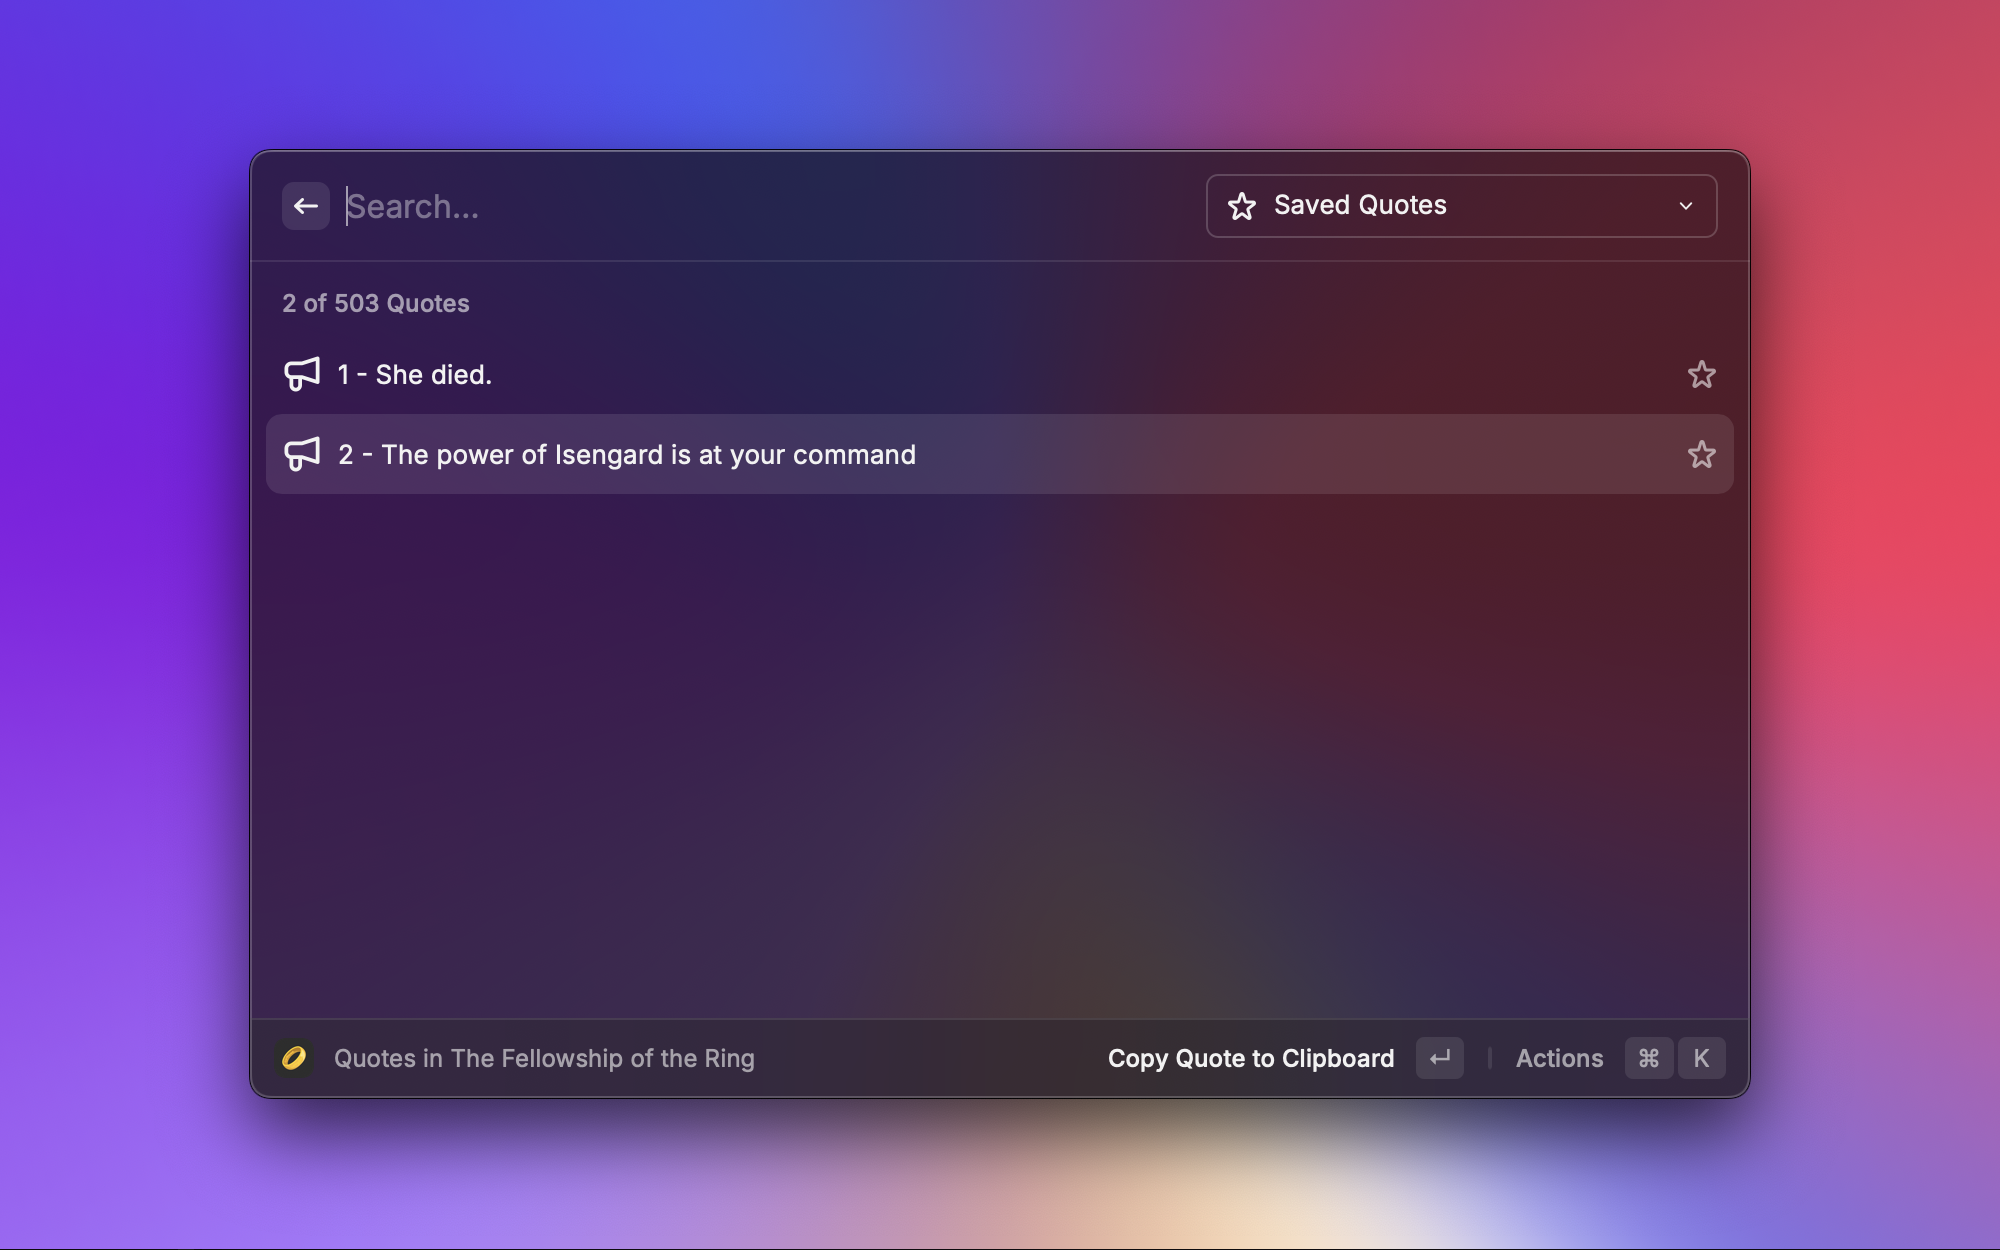 Search...
Saved Quotes
2 of 503 Quotes
1 - She died.
2 - The power of Isengard is at your command
Quotes in The Fellowship of the Ring
Copy Quote to Clipboard ↵
Actions ⌘ K